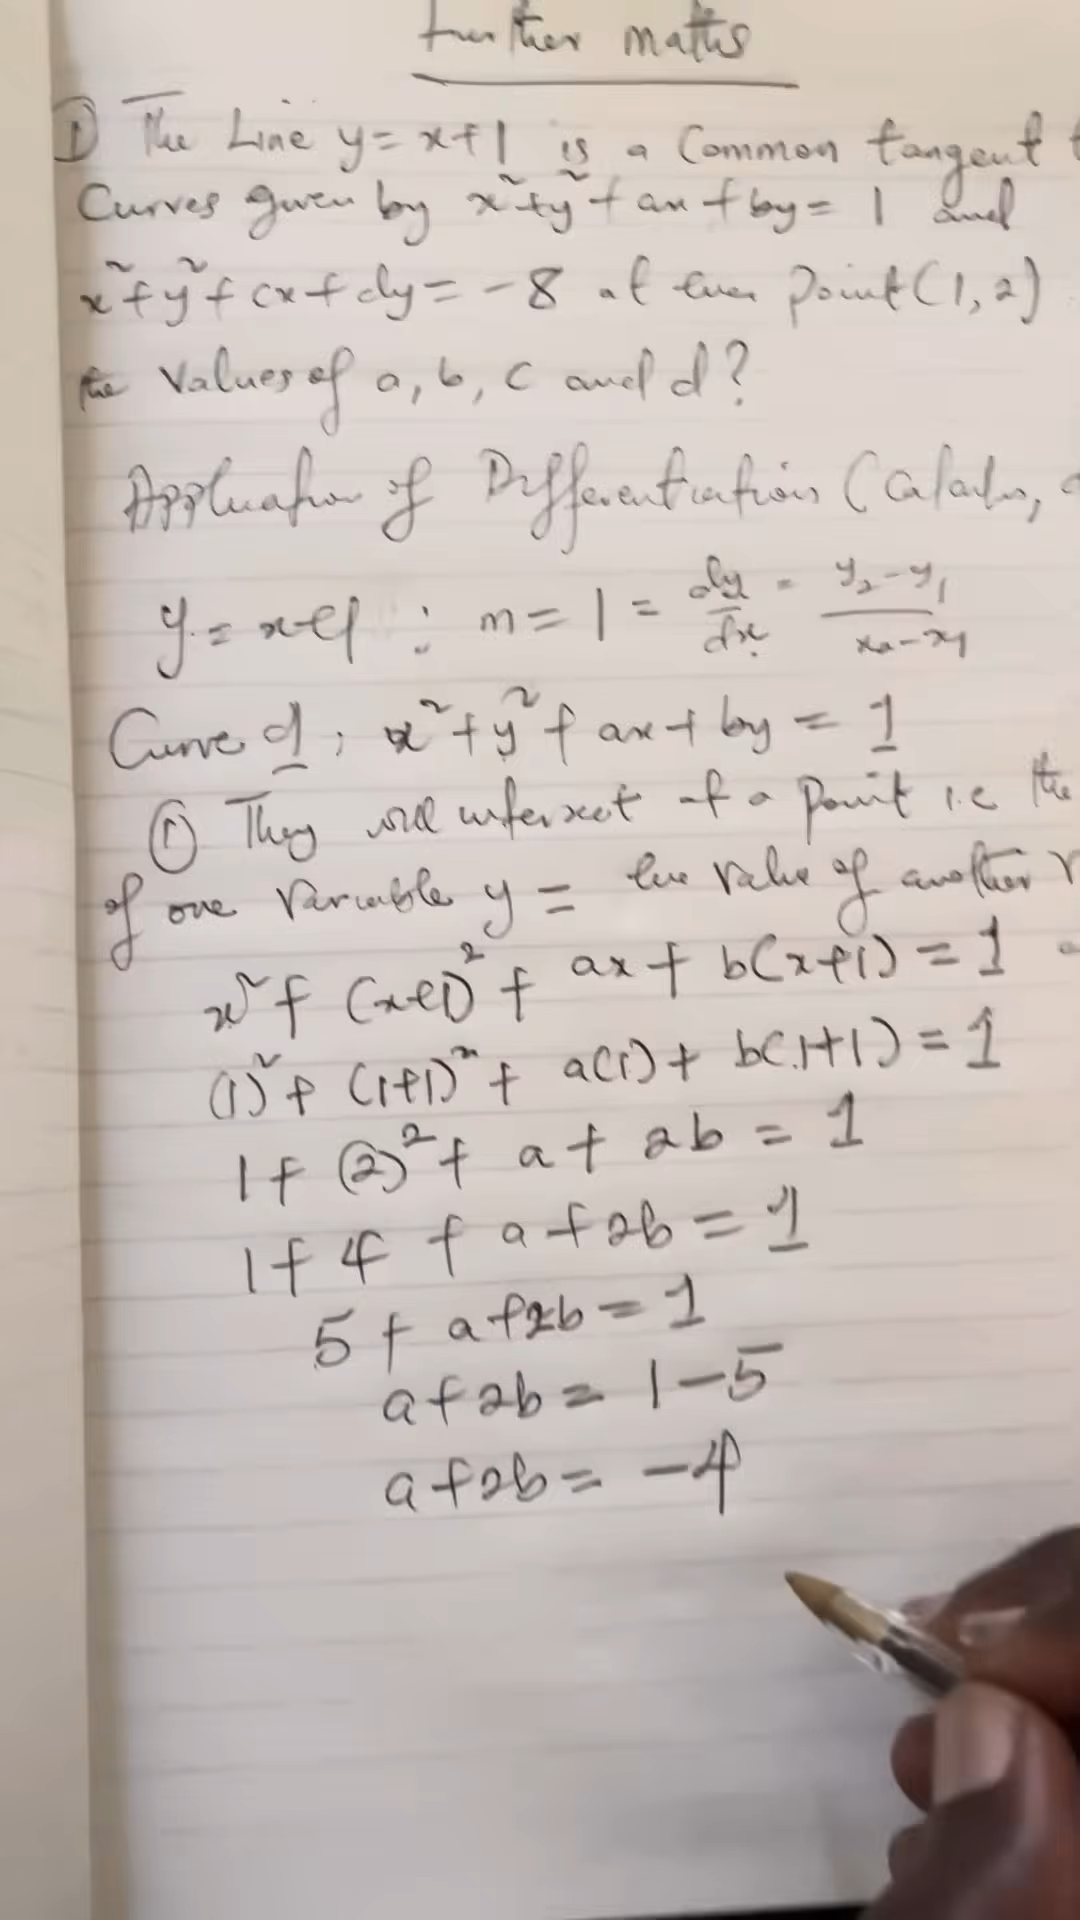 Further maths
① The Line y = x+1 is a Common tangent
Curves given by x²+y²+ax+by = 1 and
x²+y²+cx+dy = -8 at Point (1, 2)
the Values of a, b, c and d?
Application of Differentiation (
y = x+1 : m = 1 = dy/dx = y₂-y₁/x₂-x₁
Curve 1; x²+y²+ax+by = 1
① They will intersect at a point i.e the
of one variable y = the value of another
x² + (x+1)² + ax + b(x+1) = 1
(1)² + (1+1)² + a(1) + b(1+1) = 1
1 + (2)² + a + 2b = 1
1 + 4 + a + 2b = 1
5 + a + 2b = 1
a + 2b = 1 - 5
a + 2b = -4